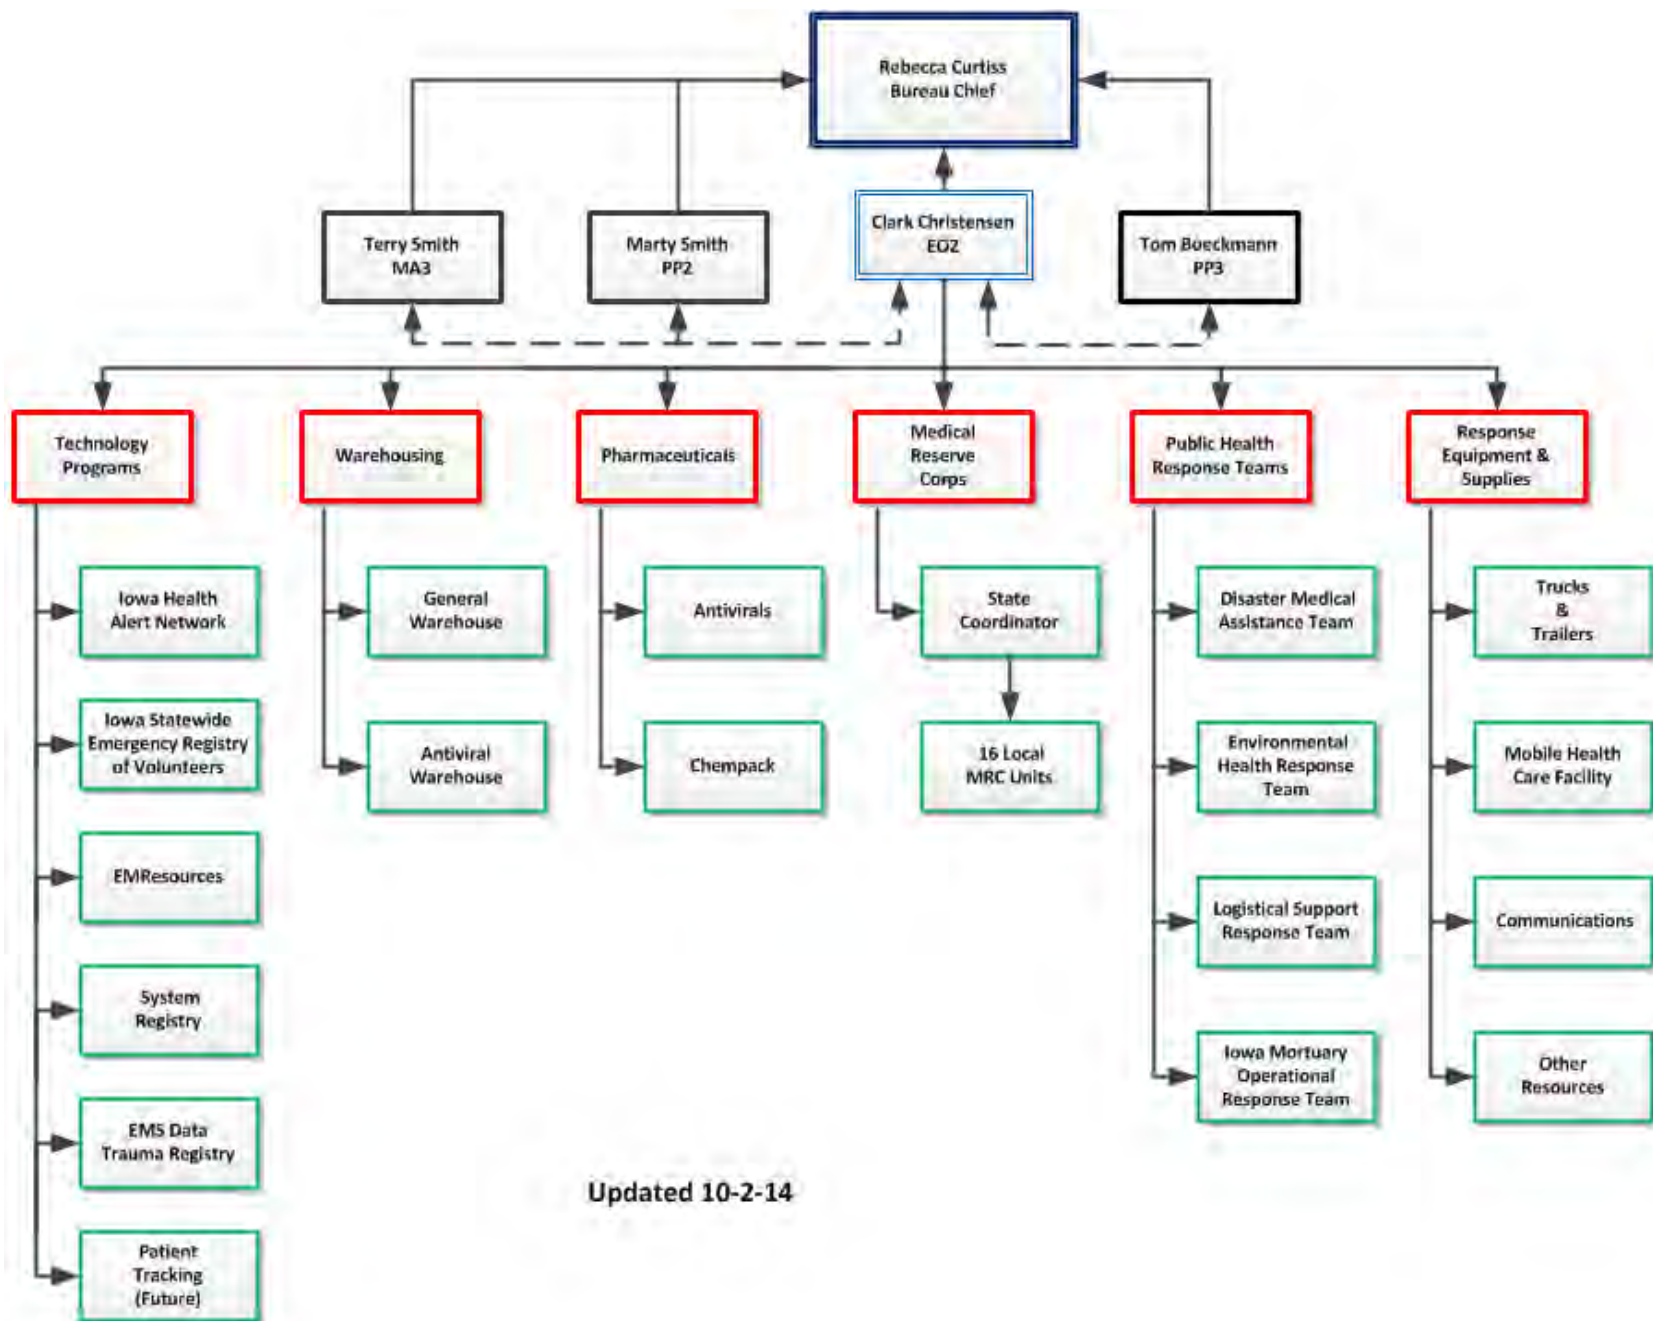 Rebecca Curtiss
Bureau Chief
Terry Smith
MA3
Marty Smith
PP2
Clark Christensen
EO2
Tom Boeckmann
PP3
Technology
Programs
Warehousing
Pharmaceuticals
Medical
Reserve
Corps
Public Health
Response Teams
Response
Equipment &
Supplies
Iowa Health
Alert Network
General
Warehouse
Antivirals
State
Coordinator
Disaster Medical
Assistance Team
Trucks
&
Trailers
Iowa Statewide
Emergency Registry
of Volunteers
Antiviral
Warehouse
Chempack
16 Local
MRC Units
Environmental
Health Response
Team
Mobile Health
Care Facility
EMResources
Logistical Support
Response Team
Communications
System
Registry
Iowa Mortuary
Operational
Response Team
Other
Resources
EMS Data
Trauma Registry
Updated 10-2-14
Patient
Tracking
(Future)